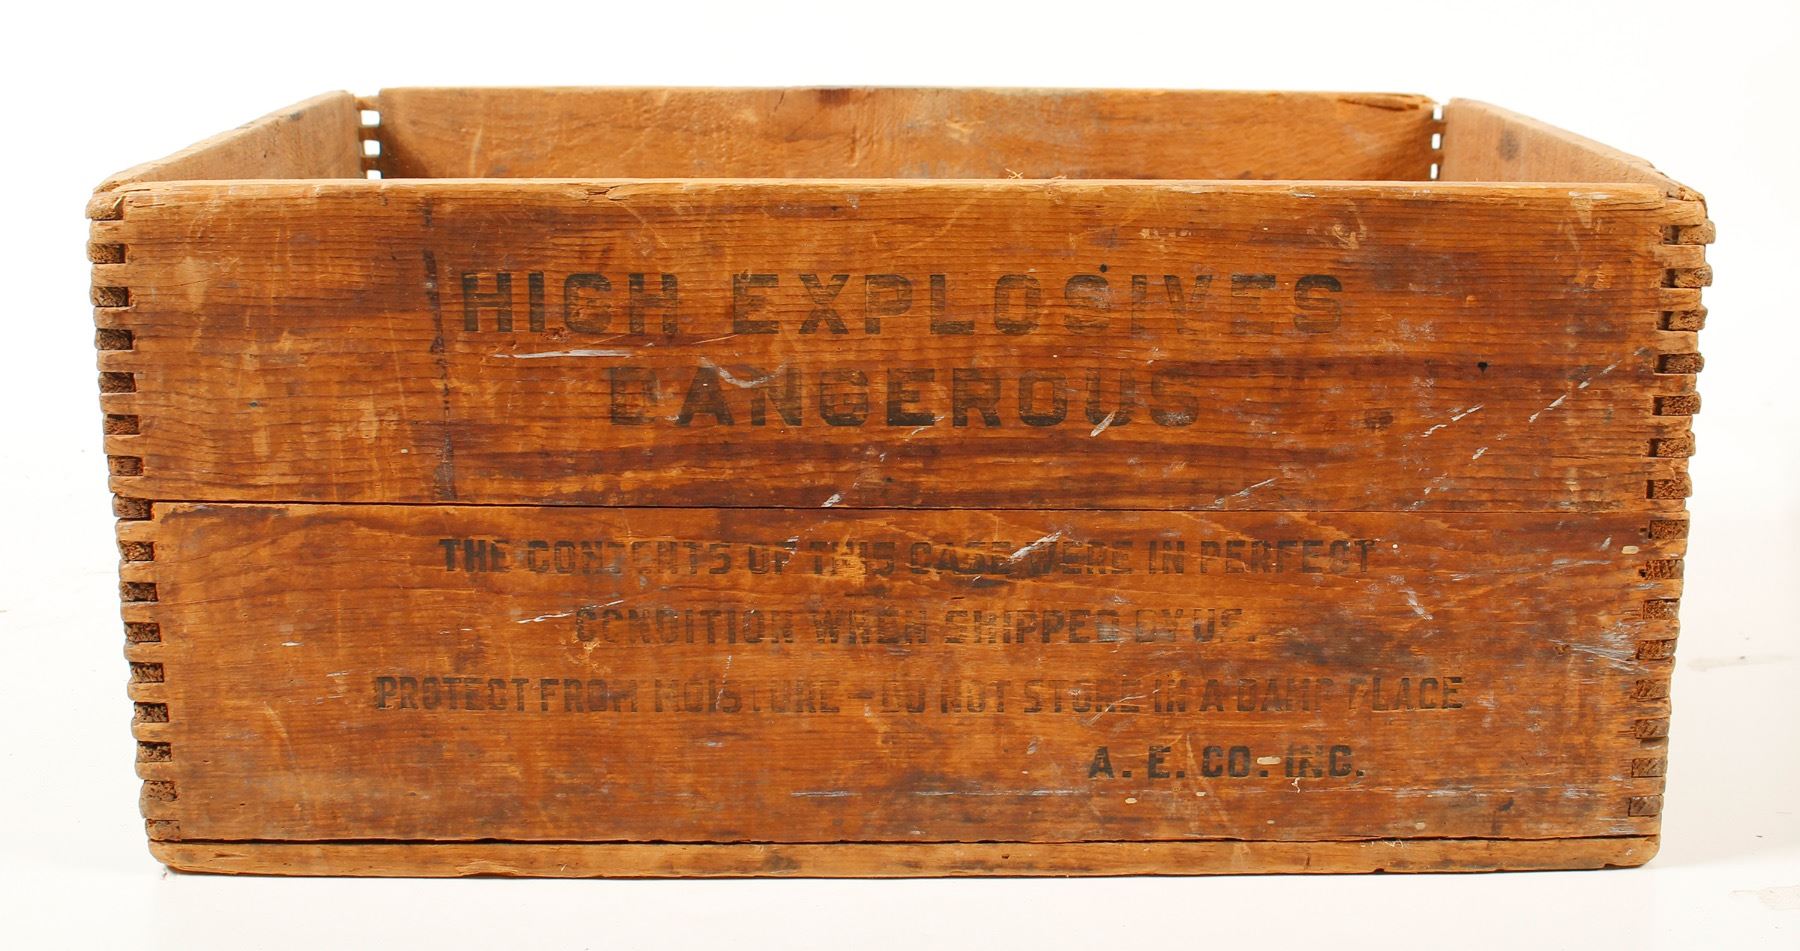 HIGH EXPLOSIVES
DANGEROUS
THE CONTENTS OF THIS CASE WERE IN PERFECT
CONDITION WHEN SHIPPED BY US.
PROTECT FROM MOISTURE - DO NOT STORE IN A DAMP PLACE
A. E. CO. INC.